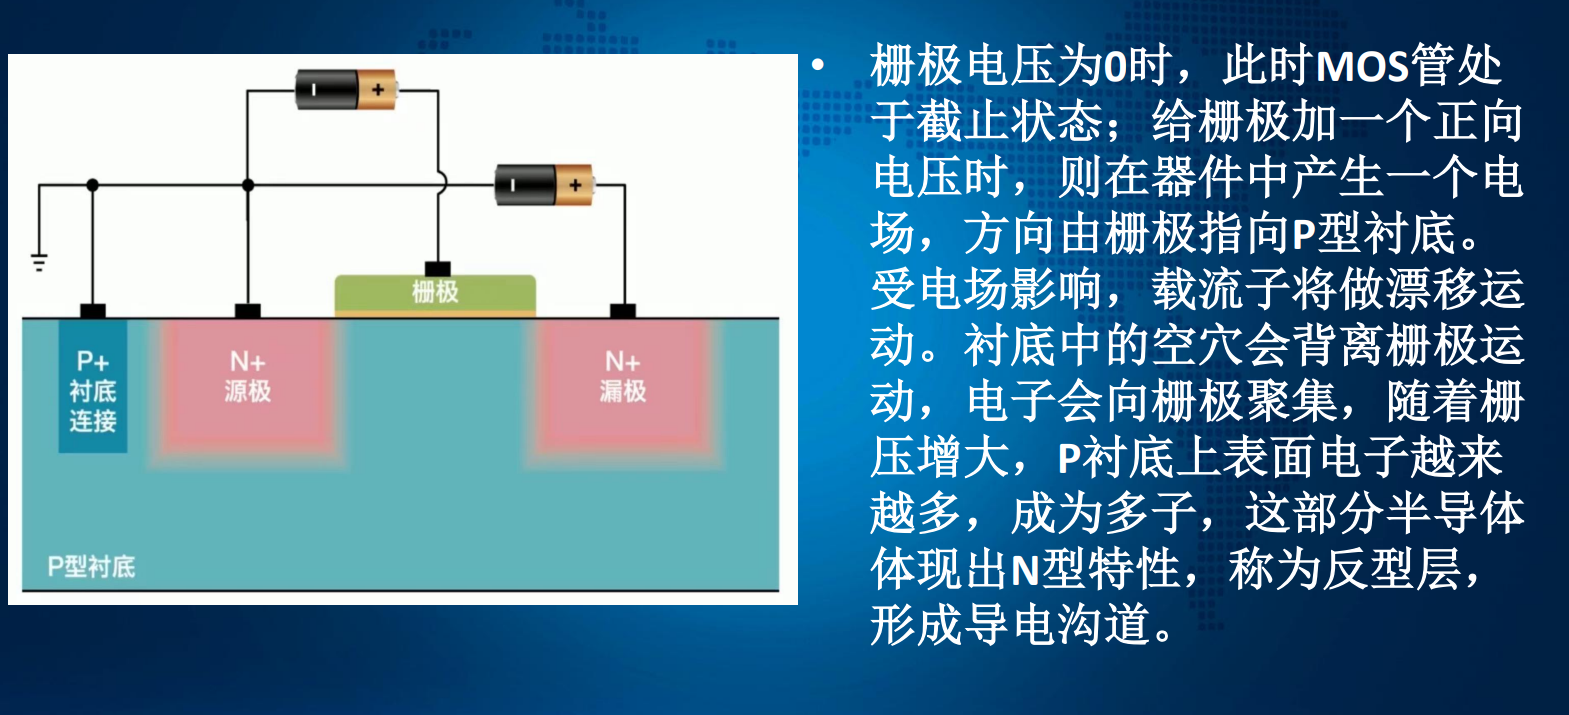 栅极
P+
衬底
连接
N+
源极
N+
漏极
P型衬底
• 栅极电压为0时，此时MOS管处
于截止状态；给栅极加一个正向
电压时，则在器件中产生一个电
场，方向由栅极指向P型衬底。
受电场影响，载流子将做漂移运
动。衬底中的空穴会背离栅极运
动，电子会向栅极聚集，随着栅
压增大，P衬底上表面电子越来
越多，成为多子，这部分半导体
体现出N型特性，称为反型层，
形成导电沟道。